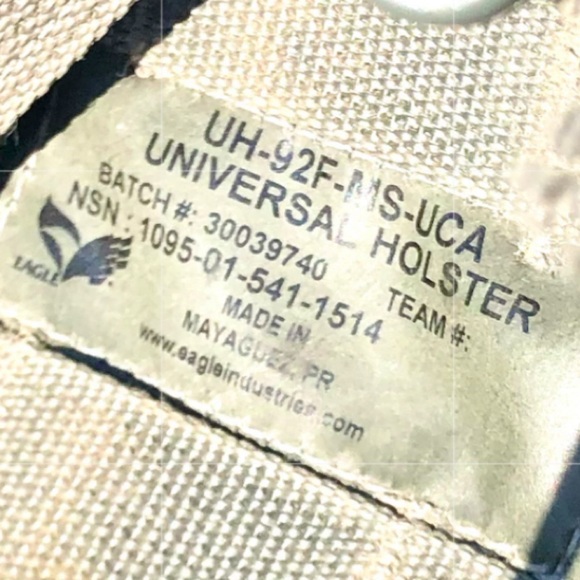 UH-92F-MS-UCA
UNIVERSAL HOLSTER
BATCH #: 30039740 TEAM #:
NSN : 1095-01-541-1514
MADE IN
MAYAGUEZ, PR
www.eagleindustries.com
EAGLE